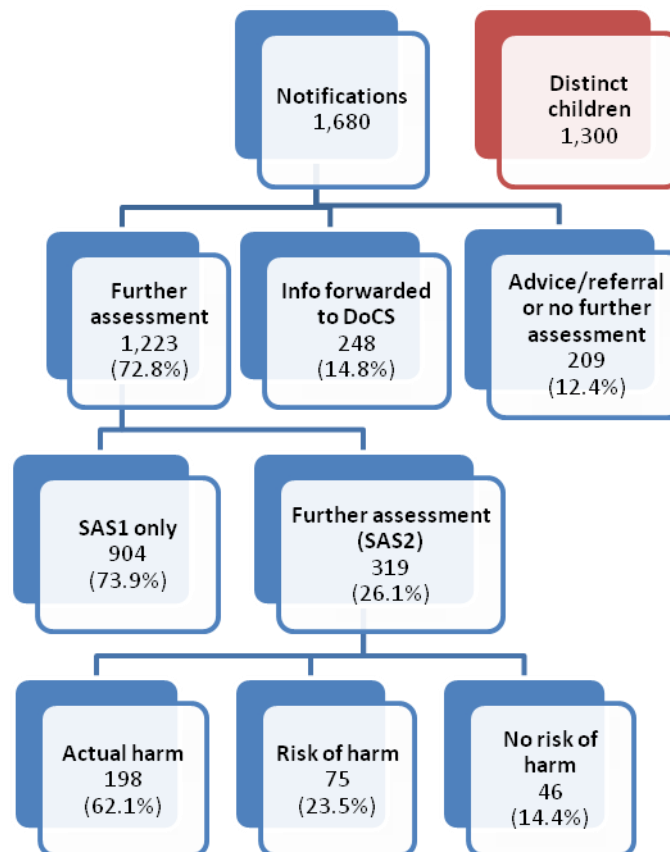 Notifications
1,680
Distinct
children
1,300
Further
assessment
1,223
(72.8%)
Info forwarded
to DoCS
248
(14.8%)
Advice/referral
or no further
assessment
209
(12.4%)
SAS1 only
904
(73.9%)
Further assessment
(SAS2)
319
(26.1%)
Actual harm
198
(62.1%)
Risk of harm
75
(23.5%)
No risk of
harm
46
(14.4%)